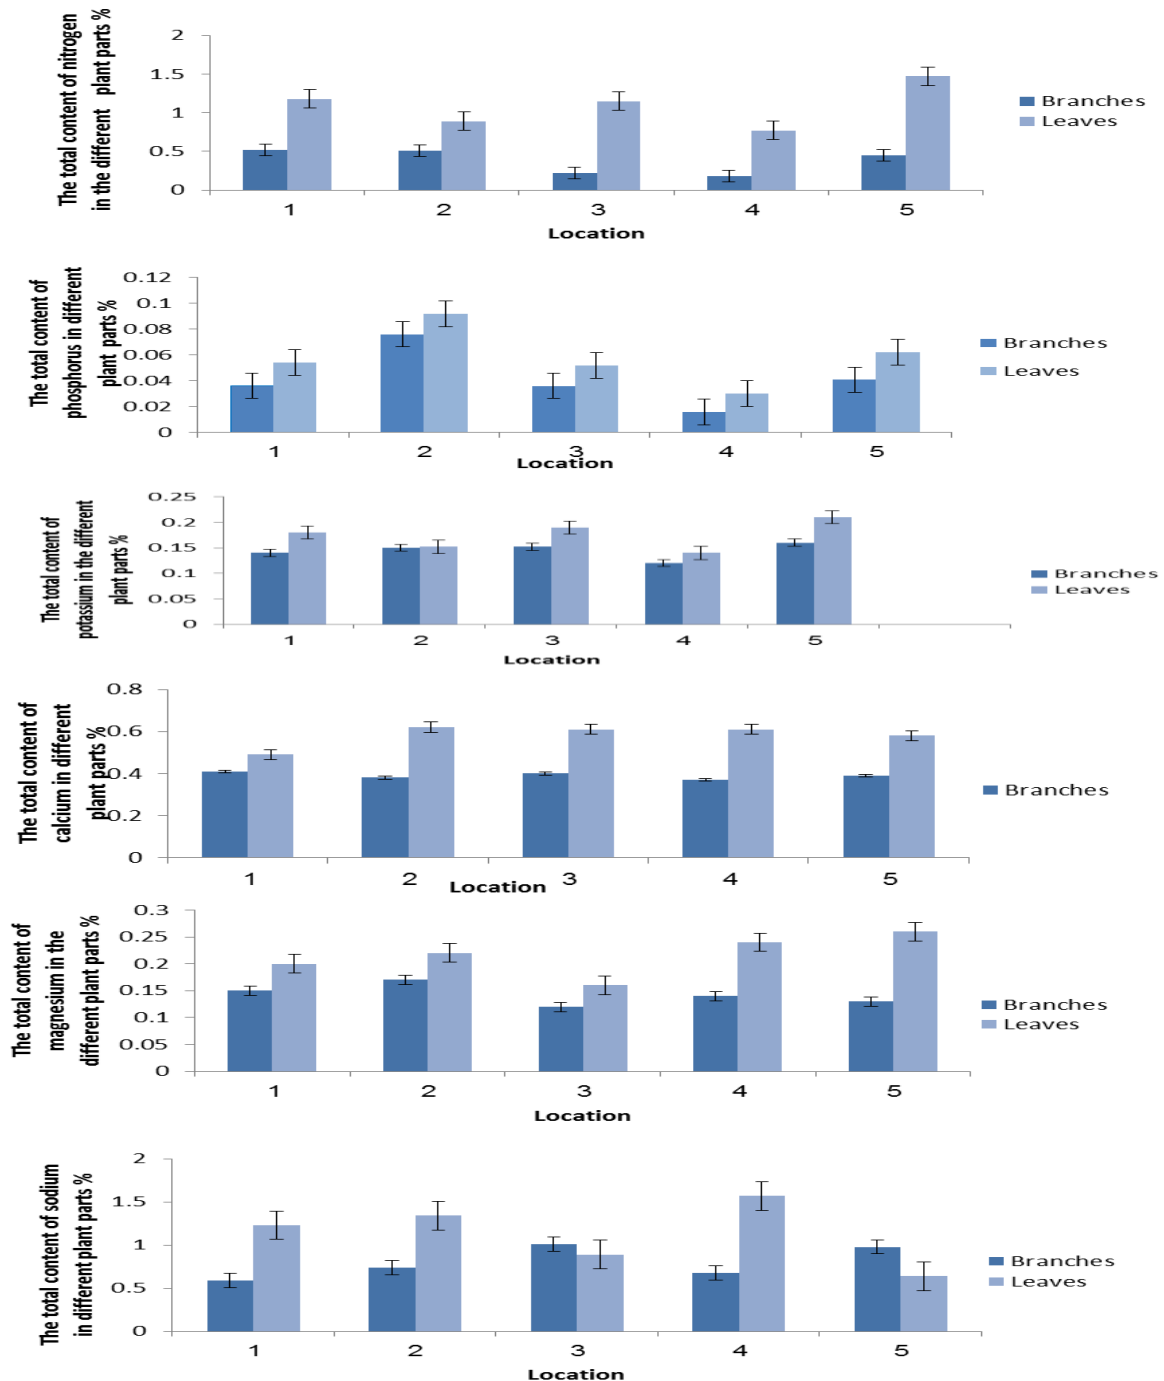 The total content of nitrogen
in the different plant parts %
2
1.5
1
0.5
0
1 2 3 4 5
Location
Branches
Leaves
The total content of
phosphorus in different
plant parts %
0.12
0.1
0.08
0.06
0.04
0.02
0
1 2 3 4 5
Location
Branches
Leaves
The total content of
potassium in the different
plant parts %
0.25
0.2
0.15
0.1
0.05
0
1 2 3 4 5
Location
Branches
Leaves
The total content of
calcium in different
plant parts %
0.8
0.6
0.4
0.2
0
1 2 3 4 5
Location
Branches
The total content of
magnesium in the
different plant parts %
0.3
0.25
0.2
0.15
0.1
0.05
0
1 2 3 4 5
Location
Branches
Leaves
The total content of sodium
in different plant parts %
2
1.5
1
0.5
0
1 2 3 4 5
Location
Branches
Leaves